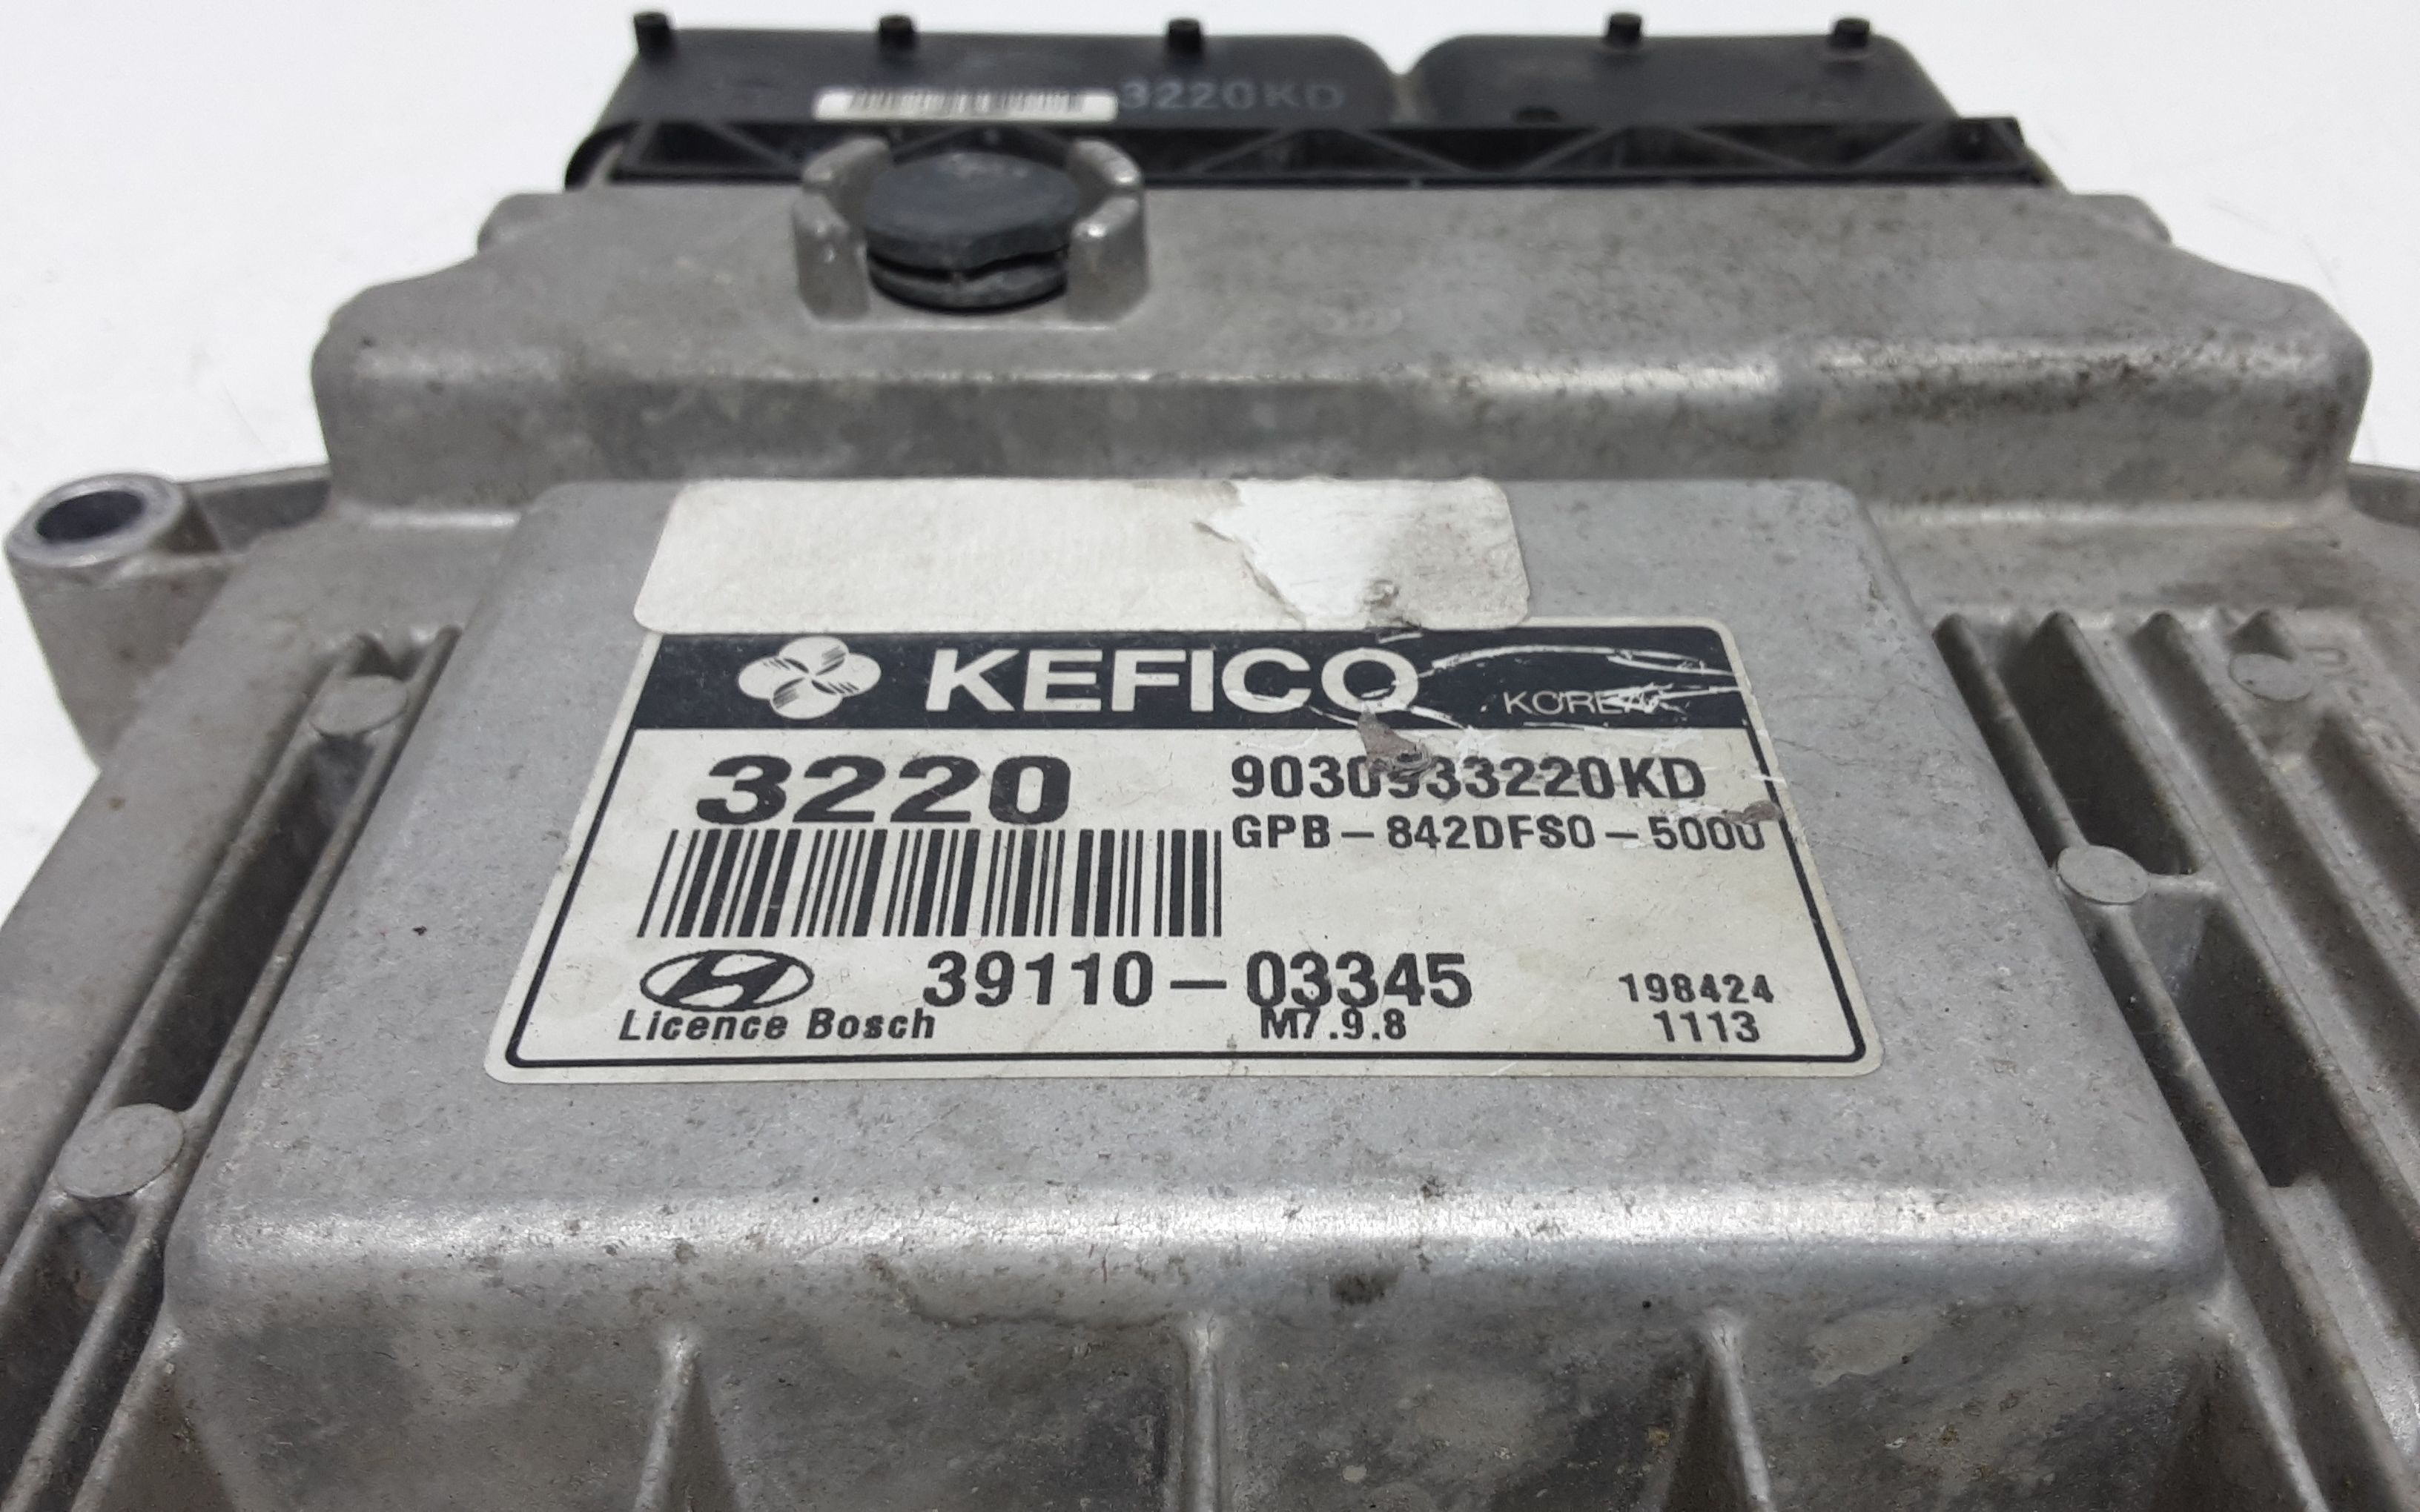 3220KD
KEFICO KOREA
3220 9030933220KD
GPB-842DFS0-5000
39110-03345 198424
Licence Bosch M7.9.8 1113